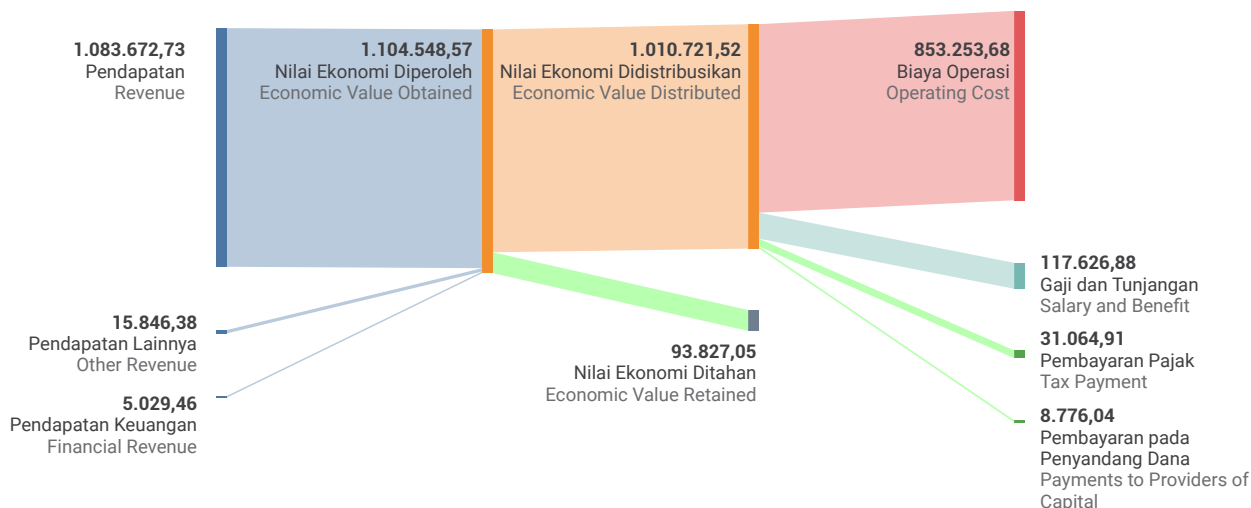 1.083.672,73
Pendapatan
Revenue
1.104.548,57
Nilai Ekonomi Diperoleh
Economic Value Obtained
1.010.721,52
Nilai Ekonomi Didistribusikan
Economic Value Distributed
853.253,68
Biaya Operasi
Operating Cost
15.846,38
Pendapatan Lainnya
Other Revenue
5.029,46
Pendapatan Keuangan
Financial Revenue
93.827,05
Nilai Ekonomi Ditahan
Economic Value Retained
117.626,88
Gaji dan Tunjangan
Salary and Benefit
31.064,91
Pembayaran Pajak
Tax Payment
8.776,04
Pembayaran pada
Penyandang Dana
Payments to Providers of
Capital